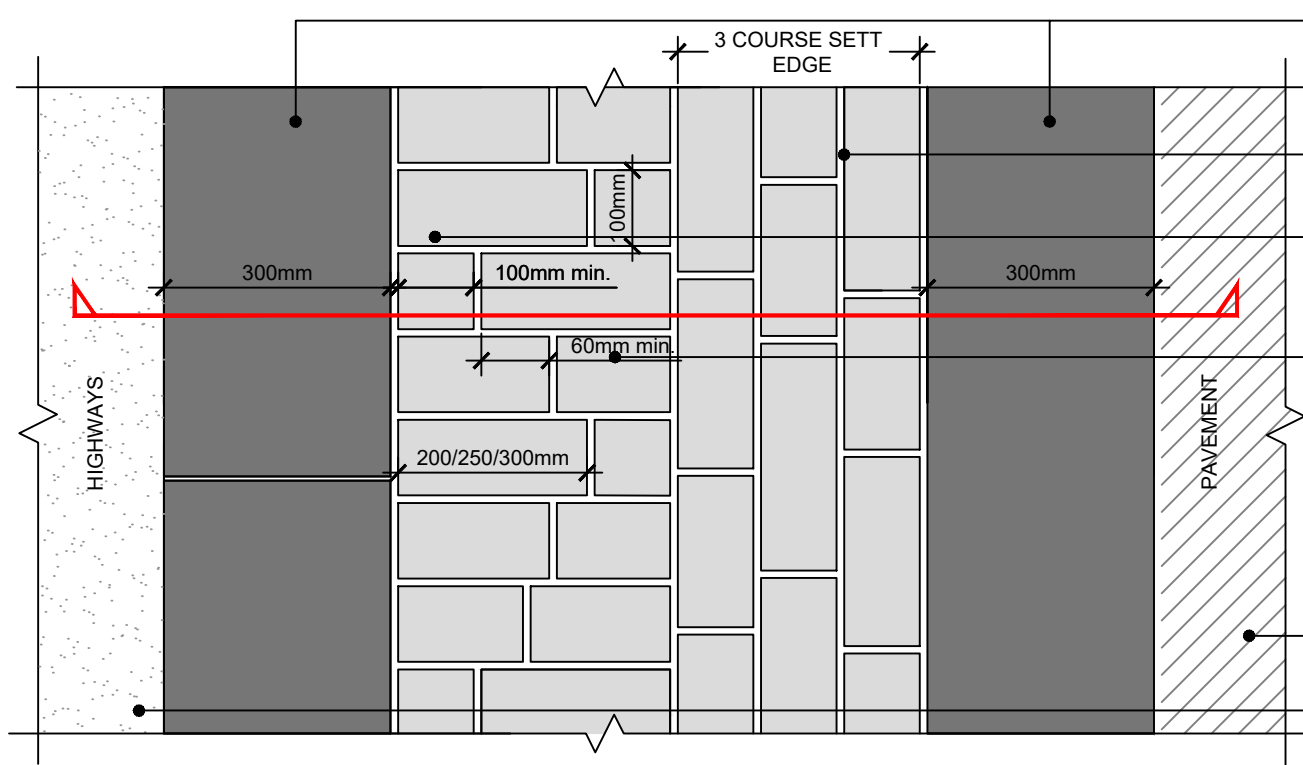 3 COURSE SETT
EDGE
100mm
300mm
100mm min.
300mm
60mm min.
HIGHWAYS
PAVEMENT
200/250/300mm